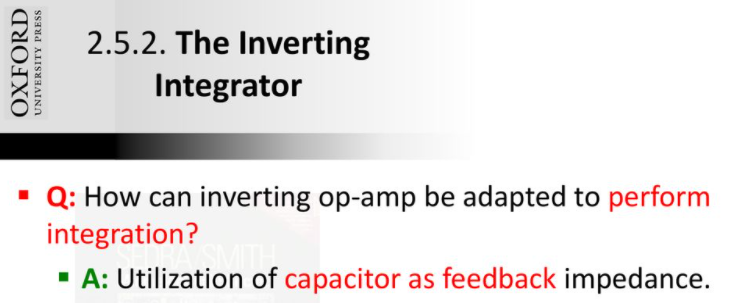 OXFORD
UNIVERSITY PRESS
2.5.2. The Inverting
Integrator
Q: How can inverting op-amp be adapted to perform
integration?
SEDRA/SMITH
A: Utilization of capacitor as feedback impedance.